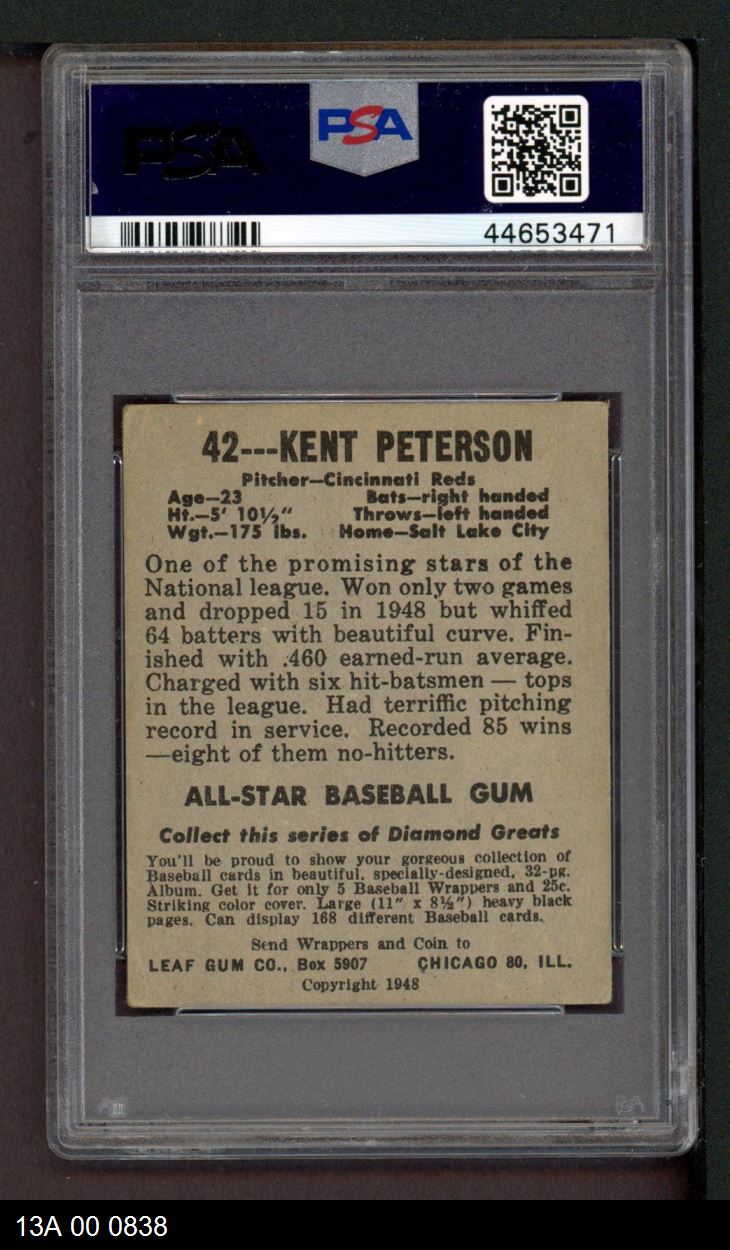 PSA
PSA
44653471
42---KENT PETERSON
Pitcher—Cincinnati Reds
Age—23 Bats—right handed
Ht.—5' 10½" Throws—left handed
Wgt.—175 lbs. Home—Salt Lake City
One of the promising stars of the
National league. Won only two games
and dropped 15 in 1948 but whiffed
64 batters with beautiful curve. Fin-
ished with .460 earned-run average.
Charged with six hit-batsmen — tops
in the league. Had terriffic pitching
record in service. Recorded 85 wins
—eight of them no-hitters.
ALL-STAR BASEBALL GUM
Collect this series of Diamond Greats
You'll be proud to show your gorgeous collection of
Baseball cards in beautiful, specially-designed, 32-pg.
Album. Get it for only 5 Baseball Wrappers and 25c.
Striking color cover. Large (11" x 8½") heavy black
pages. Can display 168 different Baseball cards.
Send Wrappers and Coin to
LEAF GUM CO., Box 5907 CHICAGO 80, ILL.
Copyright 1948
PSA
13A 00 0838